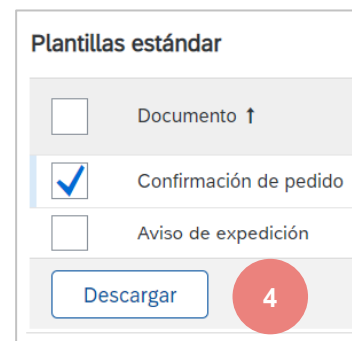 Plantillas estándar
Documento ↑
Confirmación de pedido
Aviso de expedición
Descargar 4